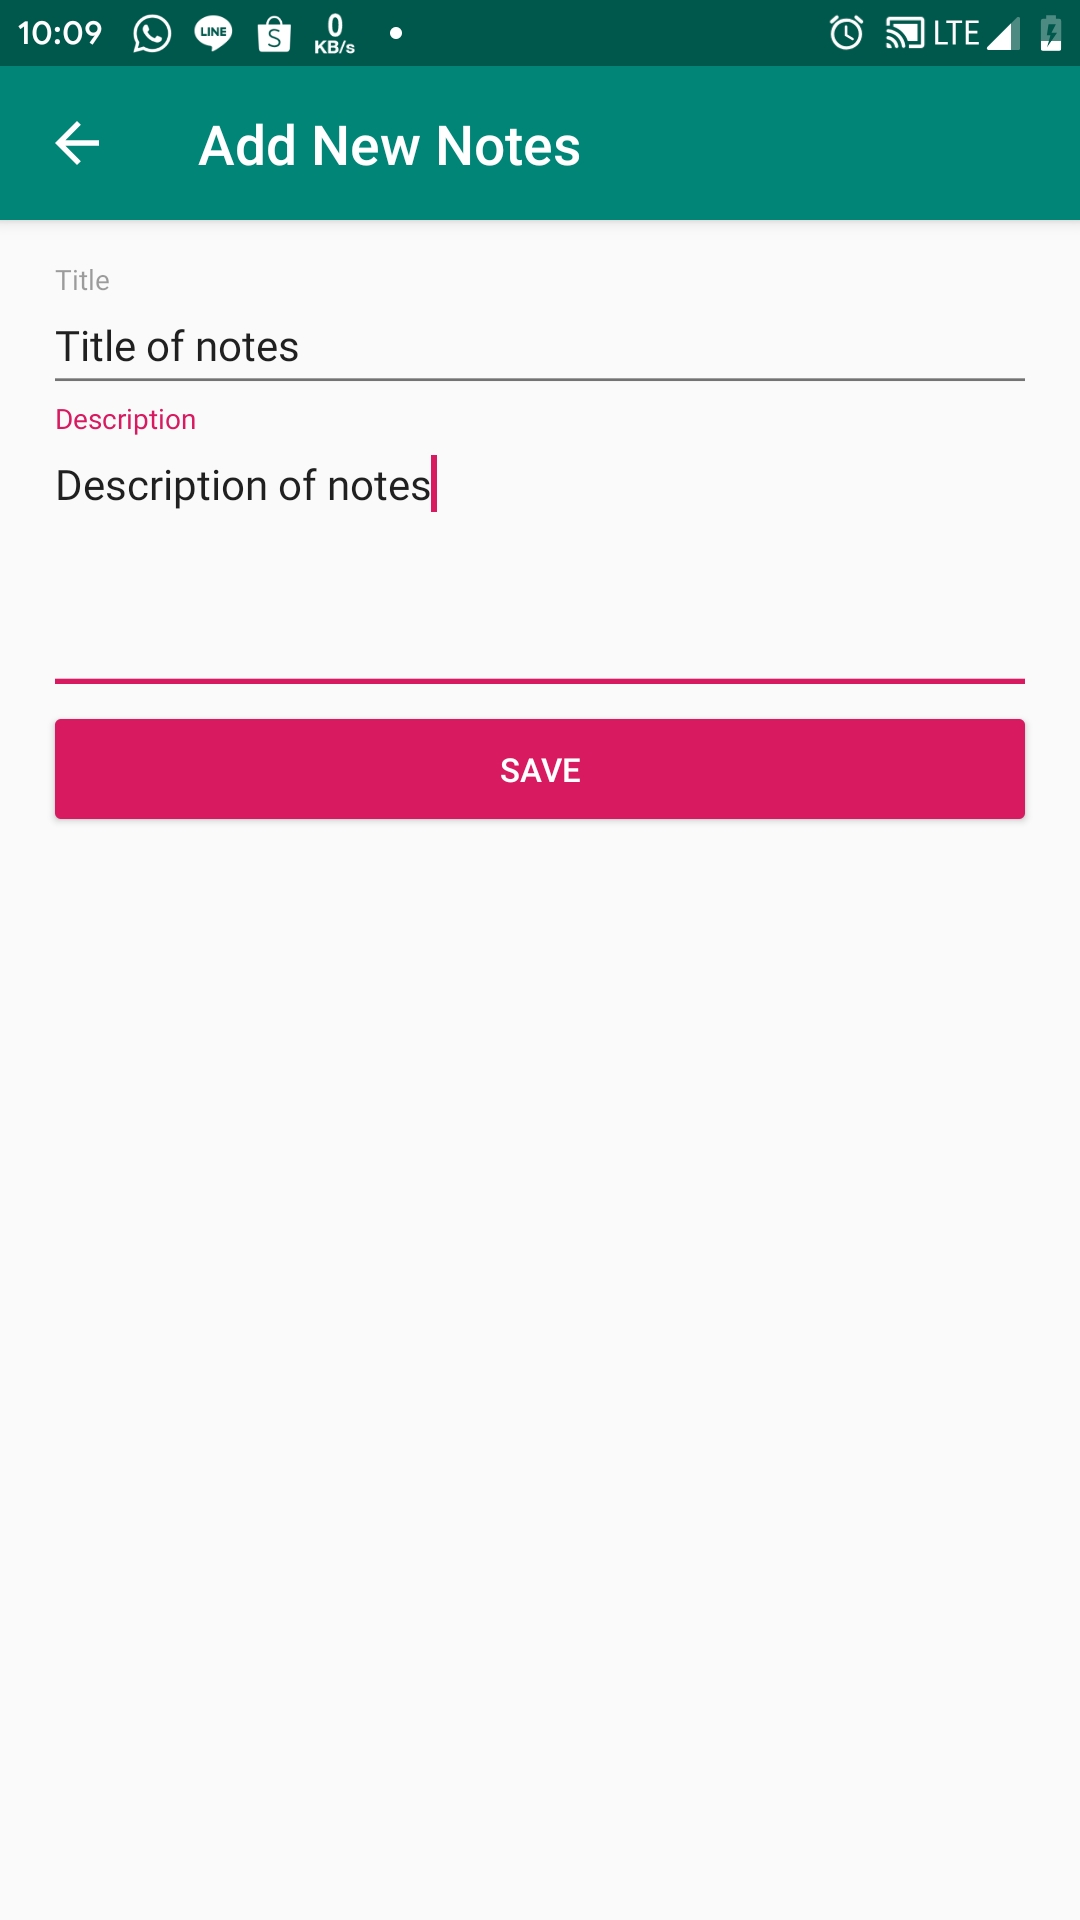 10:09 LINE S 0 KB/s LTE
Add New Notes
Title
Title of notes
Description
Description of notes
SAVE